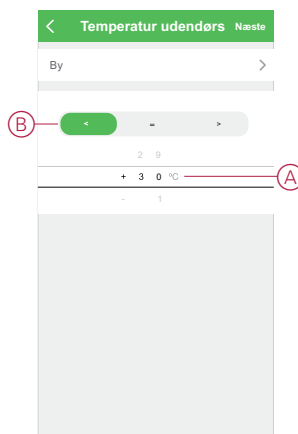 Temperatur udendørs Næste
By
B < = >
2 9
+ 3 0 °C A
- 1